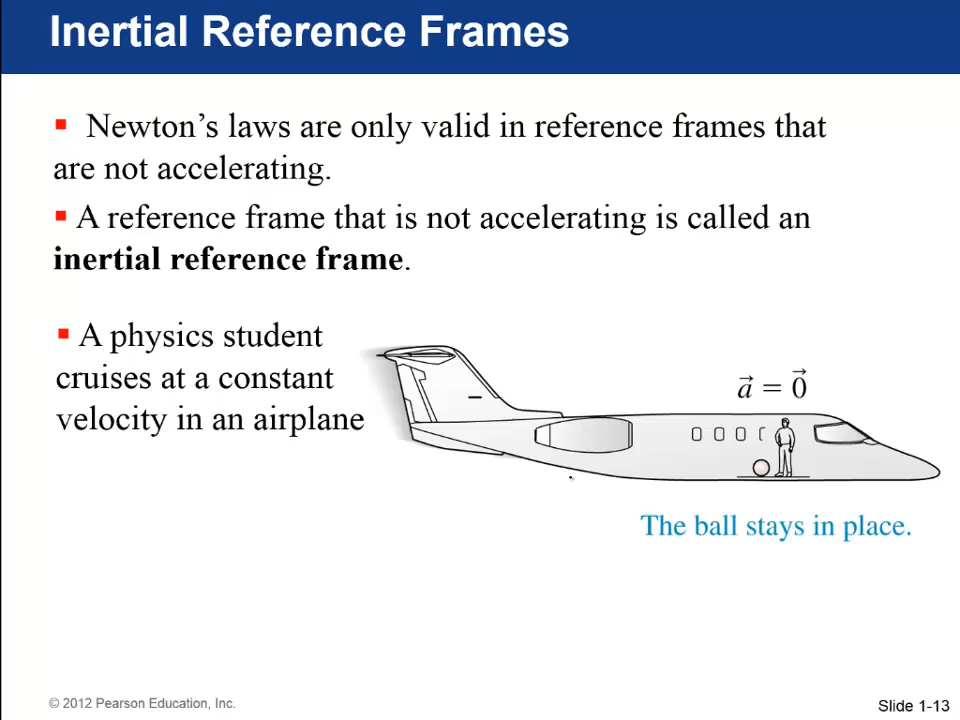 Inertial Reference Frames
▪ Newton’s laws are only valid in reference frames that
are not accelerating.
▪ A reference frame that is not accelerating is called an
inertial reference frame.
▪ A physics student
cruises at a constant
velocity in an airplane
a⃗ = 0⃗
The ball stays in place.
© 2012 Pearson Education, Inc.
Slide 1-13